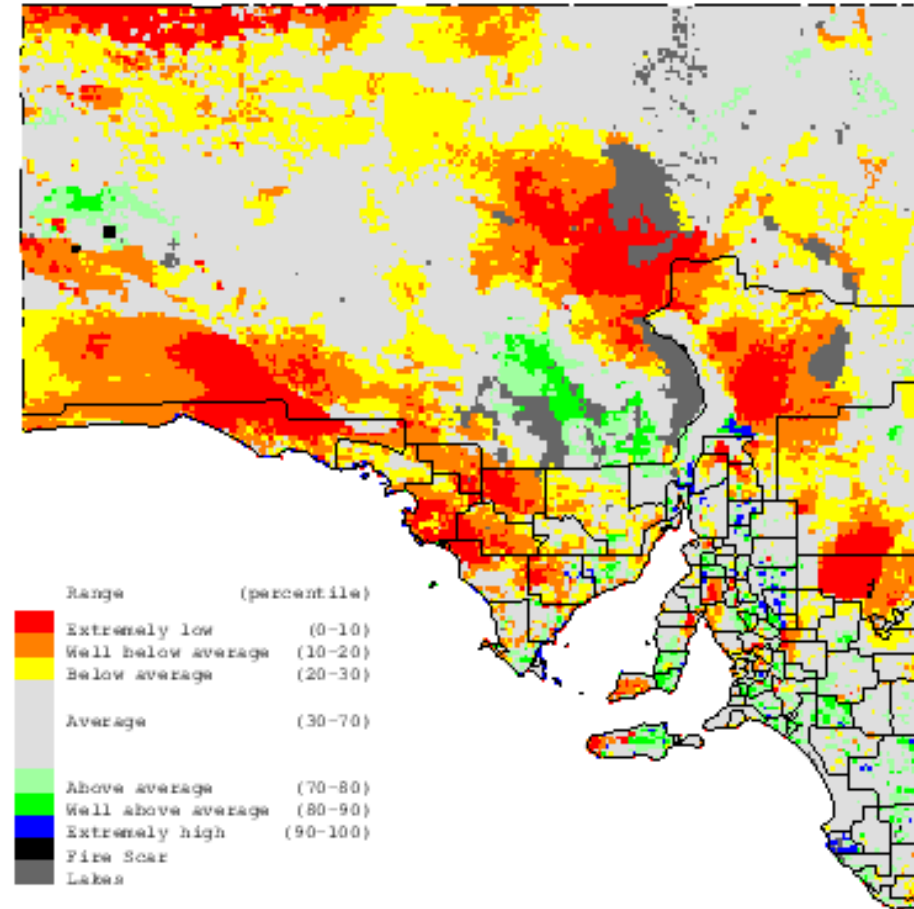 Range (percentile)
Extremely low (0-10)
Well below average (10-20)
Below average (20-30)
Average (30-70)
Above average (70-80)
Well above average (80-90)
Extremely high (90-100)
Fire Scar
Lakes